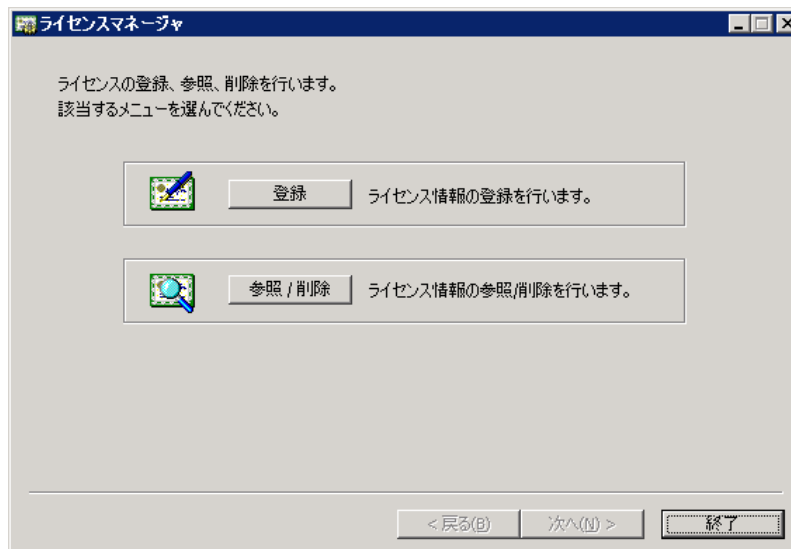 ライセンスマネージャ
ライセンスの登録、参照、削除を行います。
該当するメニューを選んでください。
登録
ライセンス情報の登録を行います。
参照 / 削除
ライセンス情報の参照/削除を行います。
< 戻る(B)
次へ(N) >
終了